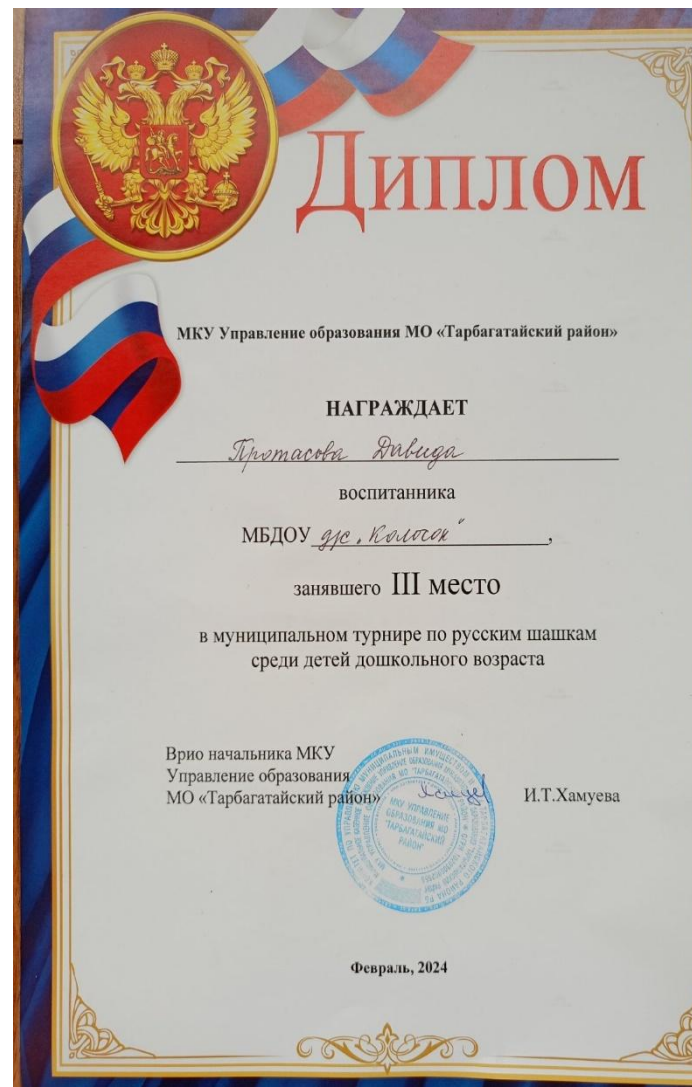 Диплом
МКУ Управление образования МО «Тарбагатайский район»
НАГРАЖДАЕТ
Протасова Давида
воспитанника
МБДОУ д/с „Колосок",
занявшего III место
в муниципальном турнире по русским шашкам
среди детей дошкольного возраста
Врио начальника МКУ
Управление образования
МО «Тарбагатайский район»
И.Т.Хамуева
МКУ УПРАВЛЕНИЕ
ОБРАЗОВАНИЯ МО
"ТАРБАГАТАЙСКИЙ
РАЙОН"
Февраль, 2024